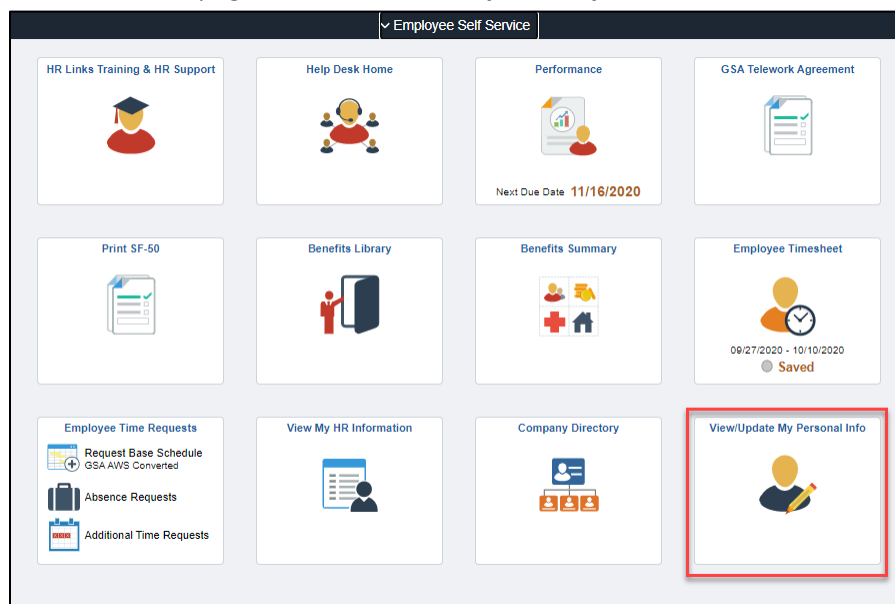 Employee Self Service
HR Links Training & HR Support
Help Desk Home
Performance
Next Due Date 11/16/2020
GSA Telework Agreement
Print SF-50
Benefits Library
Benefits Summary
Employee Timesheet
09/27/2020 - 10/10/2020
Saved
Employee Time Requests
Request Base Schedule
GSA AWS Converted
Absence Requests
Additional Time Requests
View My HR Information
Company Directory
View/Update My Personal Info